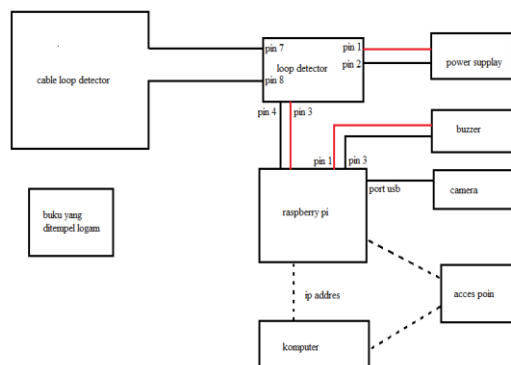 pin 7
pin 1
loop detector
pin 2
power supplay
cable loop detector
pin 8
pin 4
pin 3
buzzer
pin 1
pin 3
port usb
camera
buku yang
ditempel logam
raspberry pi
ip addres
acces poin
komputer